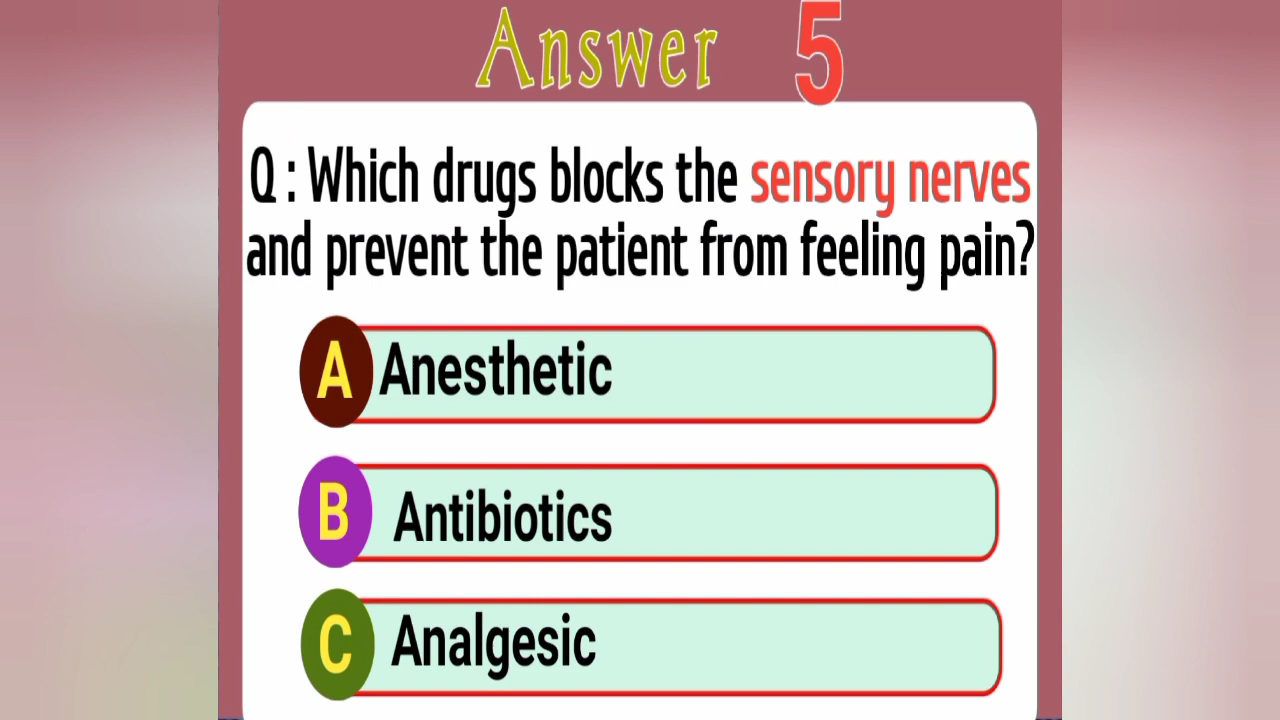 Answer 5
Q : Which drugs blocks the sensory nerves
and prevent the patient from feeling pain?
A Anesthetic
B Antibiotics
C Analgesic